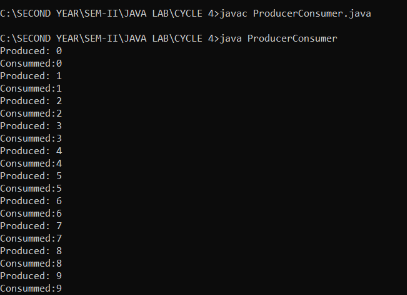 C:\SECOND YEAR\SEM-II\JAVA LAB\CYCLE 4>javac ProducerConsumer.java
C:\SECOND YEAR\SEM-II\JAVA LAB\CYCLE 4>java ProducerConsumer
Produced: 0
Consummed:0
Produced: 1
Consummed:1
Produced: 2
Consummed:2
Produced: 3
Consummed:3
Produced: 4
Consummed:4
Produced: 5
Consummed:5
Produced: 6
Consummed:6
Produced: 7
Consummed:7
Produced: 8
Consummed:8
Produced: 9
Consummed:9